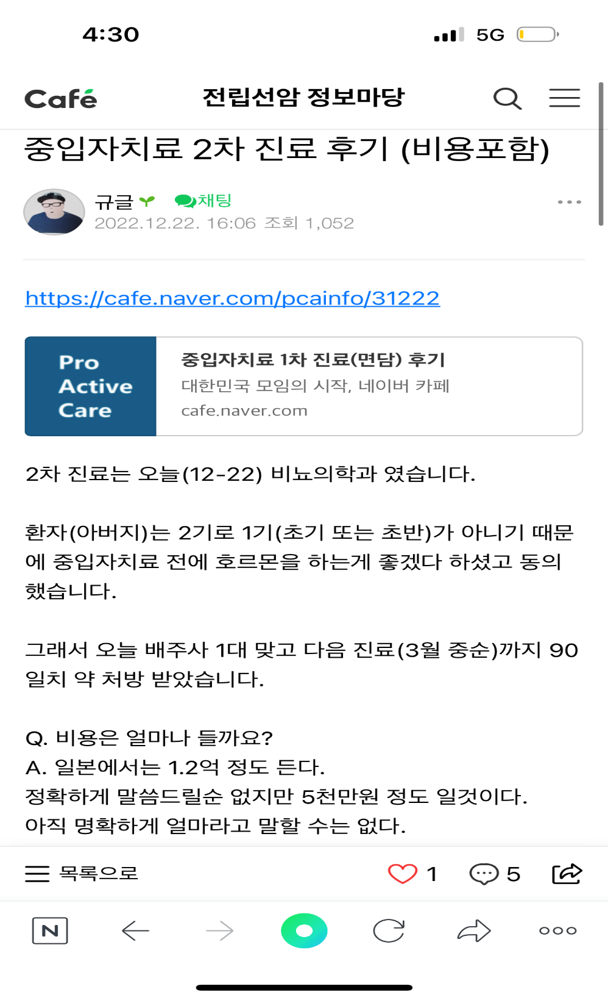 4:30
5G
Café
전립선암 정보마당
중입자치료 2차 진료 후기 (비용포함)
규글
채팅
2022.12.22. 16:06 조회 1,052
https://cafe.naver.com/pcainfo/31222
Pro
Active
Care
중입자치료 1차 진료(면담) 후기
대한민국 모임의 시작, 네이버 카페
cafe.naver.com
2차 진료는 오늘(12-22) 비뇨의학과 였습니다.
환자(아버지)는 2기로 1기(초기 또는 초반)가 아니기 때문
에 중입자치료 전에 호르몬을 하는게 좋겠다 하셨고 동의
했습니다.
그래서 오늘 배주사 1대 맞고 다음 진료(3월 중순)까지 90
일치 약 처방 받았습니다.
Q. 비용은 얼마나 들까요?
A. 일본에서는 1.2억 정도 든다.
정확하게 말씀드릴순 없지만 5천만원 정도 일것이다.
아직 명확하게 얼마라고 말할 수는 없다.
목록으로
1
5
N